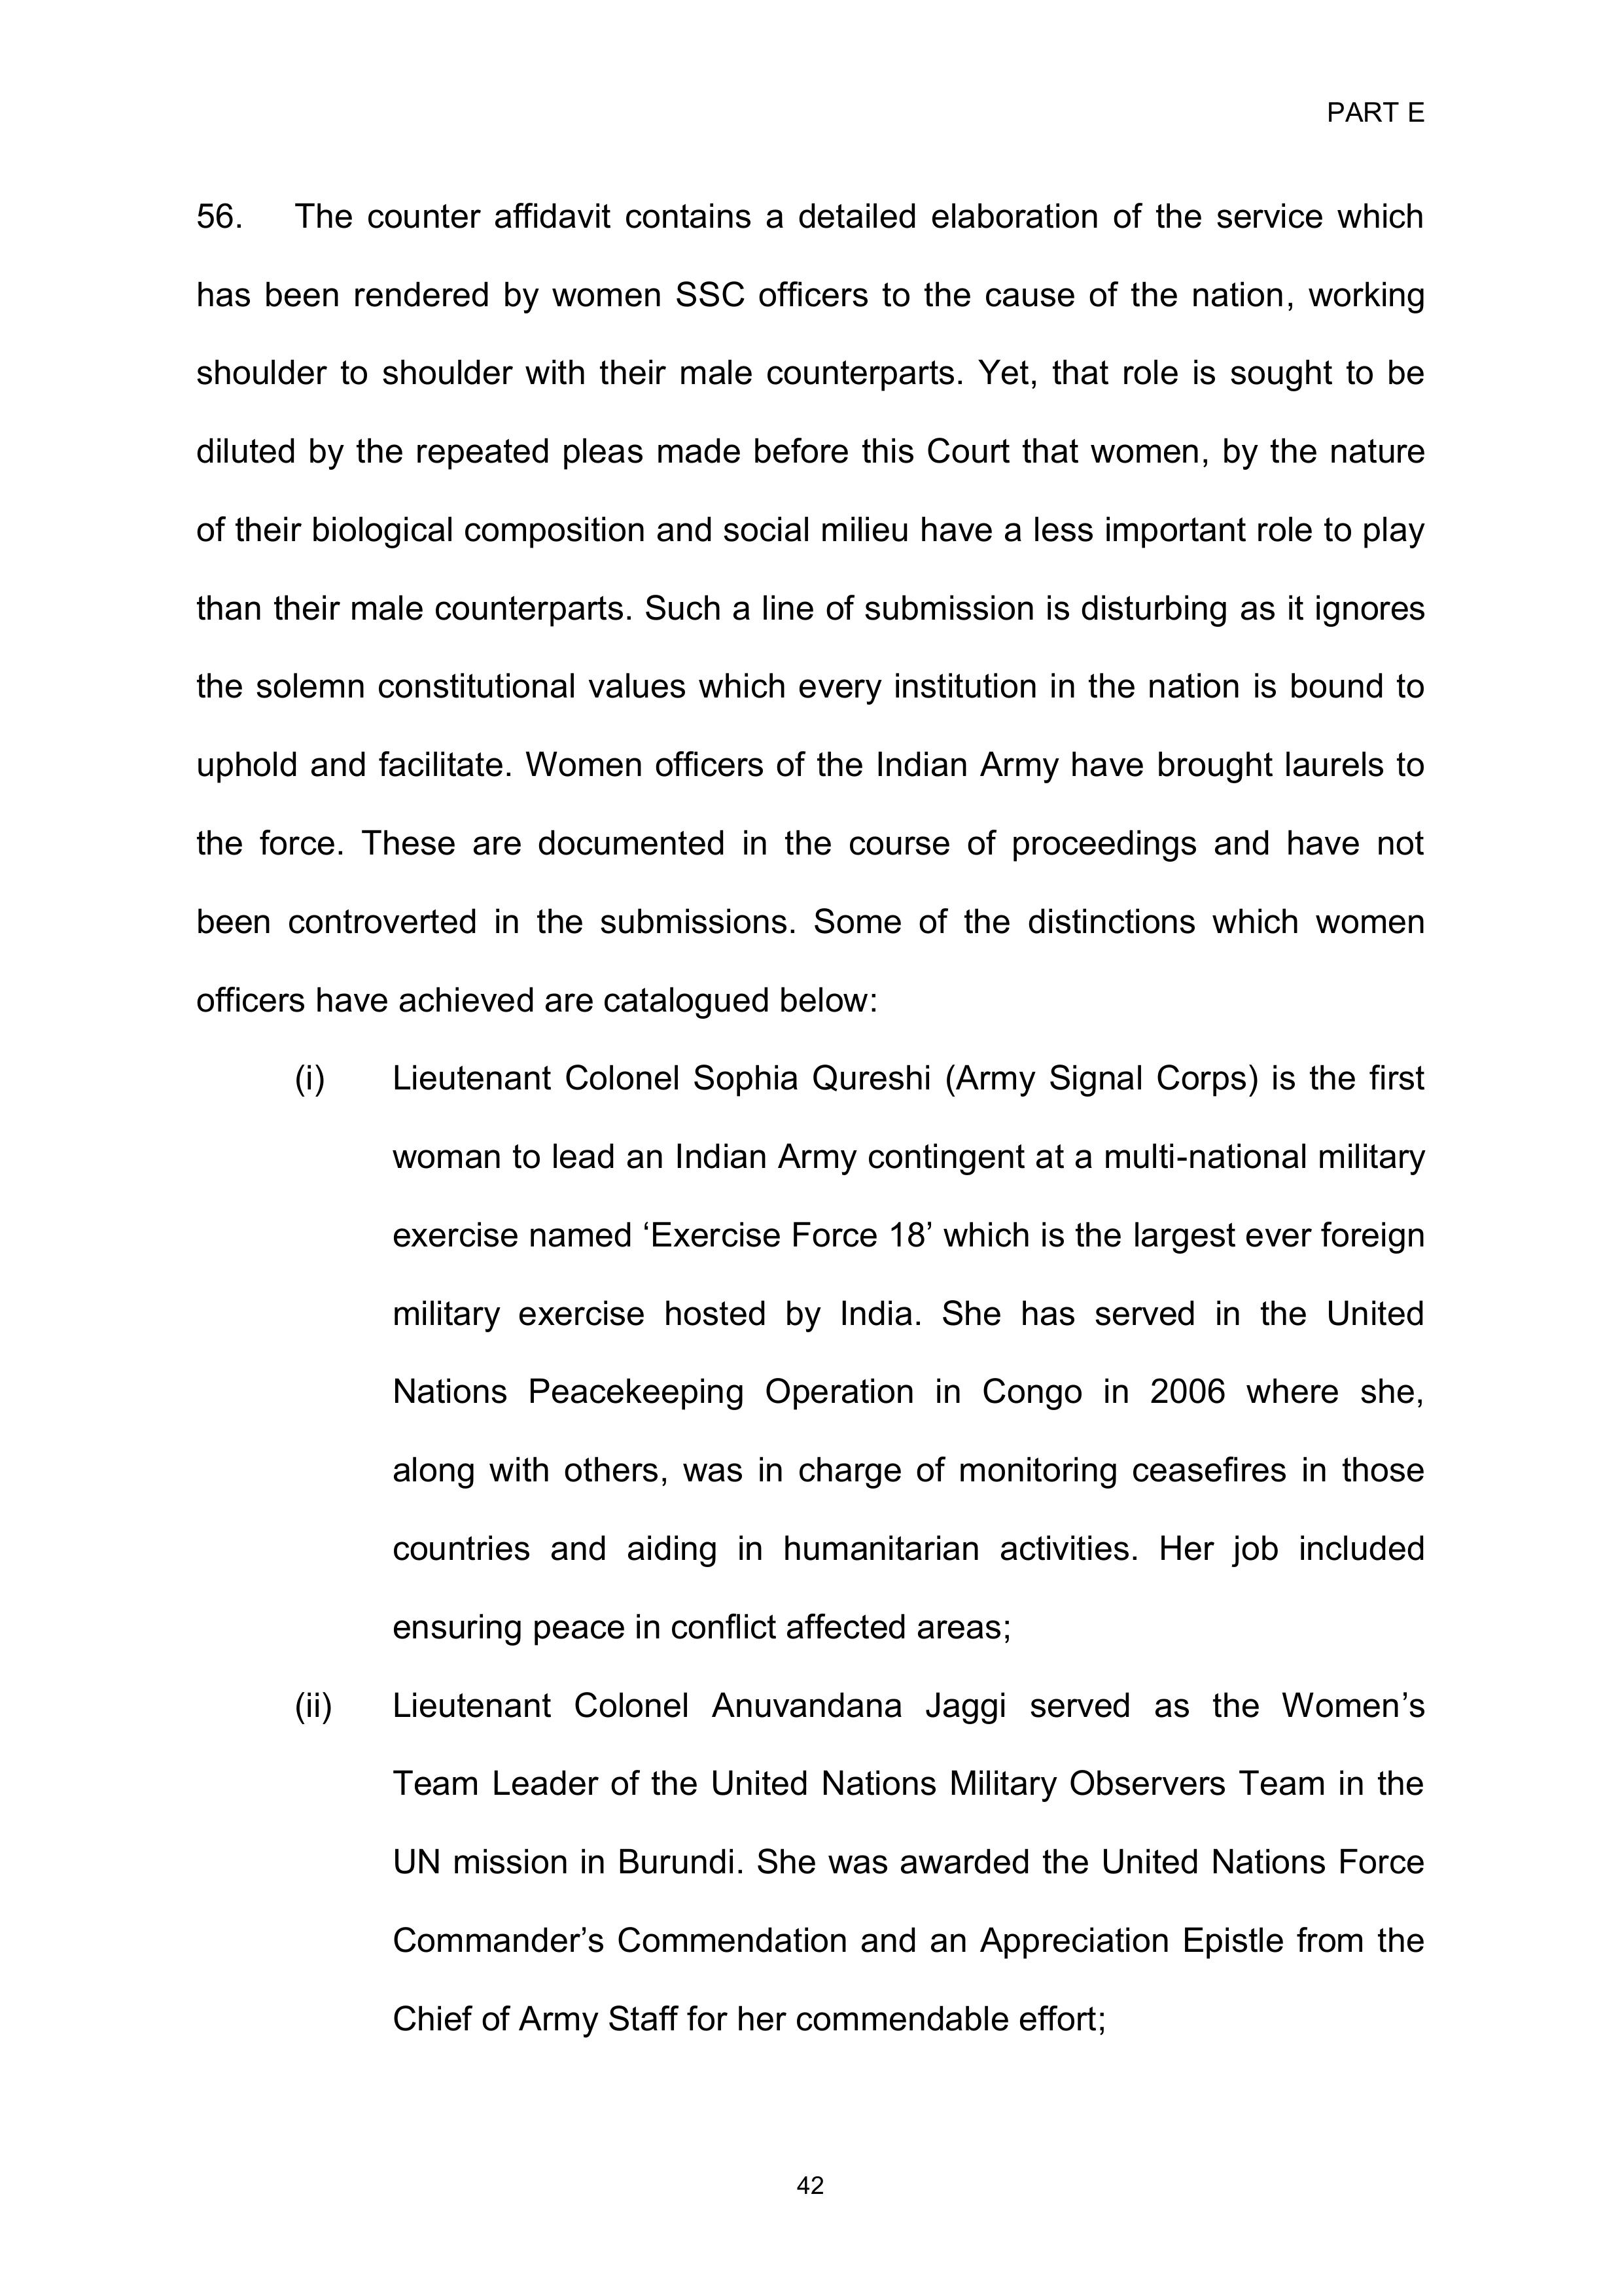 PART E
56. The counter affidavit contains a detailed elaboration of the service which
has been rendered by women SSC officers to the cause of the nation, working
shoulder to shoulder with their male counterparts. Yet, that role is sought to be
diluted by the repeated pleas made before this Court that women, by the nature
of their biological composition and social milieu have a less important role to play
than their male counterparts. Such a line of submission is disturbing as it ignores
the solemn constitutional values which every institution in the nation is bound to
uphold and facilitate. Women officers of the Indian Army have brought laurels to
the force. These are documented in the course of proceedings and have not
been controverted in the submissions. Some of the distinctions which women
officers have achieved are catalogued below:
(i) Lieutenant Colonel Sophia Qureshi (Army Signal Corps) is the first
woman to lead an Indian Army contingent at a multi-national military
exercise named ‘Exercise Force 18’ which is the largest ever foreign
military exercise hosted by India. She has served in the United
Nations Peacekeeping Operation in Congo in 2006 where she,
along with others, was in charge of monitoring ceasefires in those
countries and aiding in humanitarian activities. Her job included
ensuring peace in conflict affected areas;
(ii) Lieutenant Colonel Anuvandana Jaggi served as the Women’s
Team Leader of the United Nations Military Observers Team in the
UN mission in Burundi. She was awarded the United Nations Force
Commander’s Commendation and an Appreciation Epistle from the
Chief of Army Staff for her commendable effort;
42